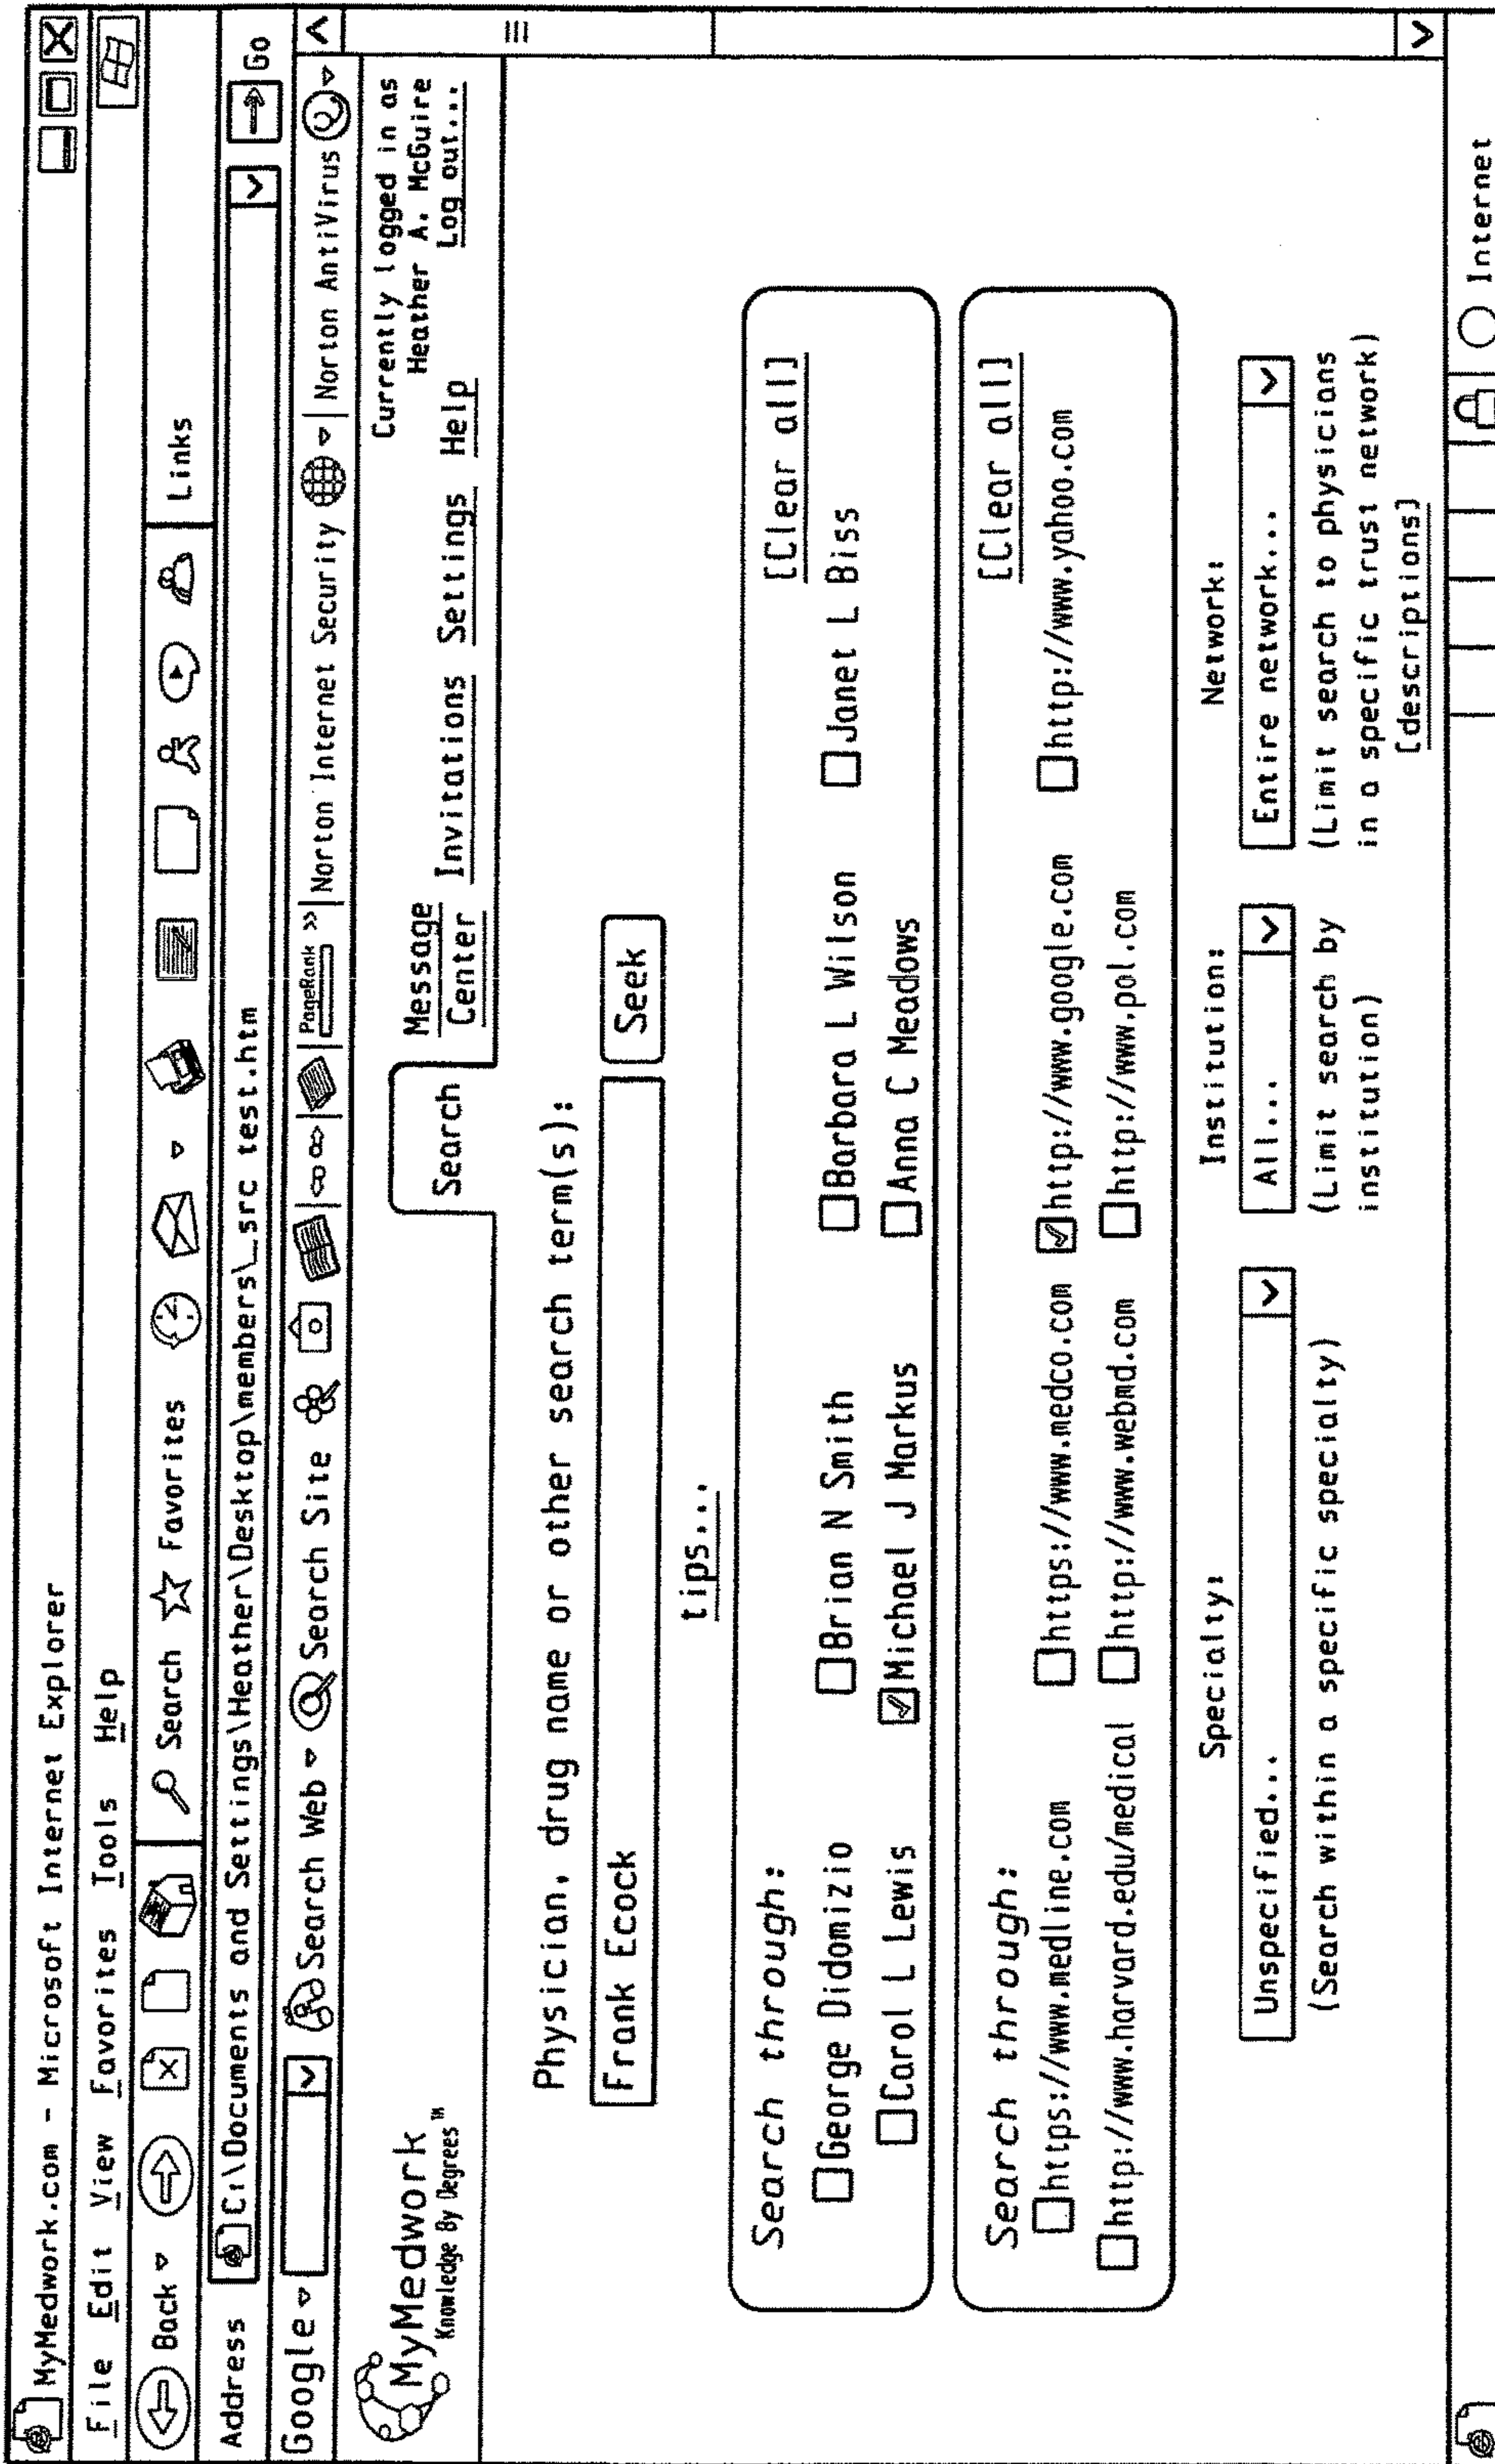 MyMedwork.com - Microsoft Internet Explorer
File Edit View Favorites Tools Help
Back Search Favorites Links
Address C:\Documents and Settings\Heather\Desktop\members\_src test.htm Go
Google Search Web Search Site PageRank >> Norton Internet Security Norton AntiVirus
MyMedwork
Knowledge By Degrees™
Search
Message Center
Invitations
Settings
Help
Currently logged in as
Heather A. McGuire
Log out...
Physician, drug name or other search term(s):
Frank Ecock Seek
tips...
Search through: [Clear all]
George Didomizio Brian N Smith Barbara L Wilson Janet L Biss
Carol L Lewis Michael J Markus Anna C Meadows
Search through: [Clear all]
https://www.medline.com https://www.medco.com http://www.google.com http://www.yahoo.com
http://www.harvard.edu/medical http://www.webmd.com http://www.pol.com
Specialty: Institution: Network:
Unspecified... All... Entire network...
(Search within a specific specialty)
(Limit search by
institution)
(Limit search to physicians
in a specific trust network)
[descriptions]
Internet